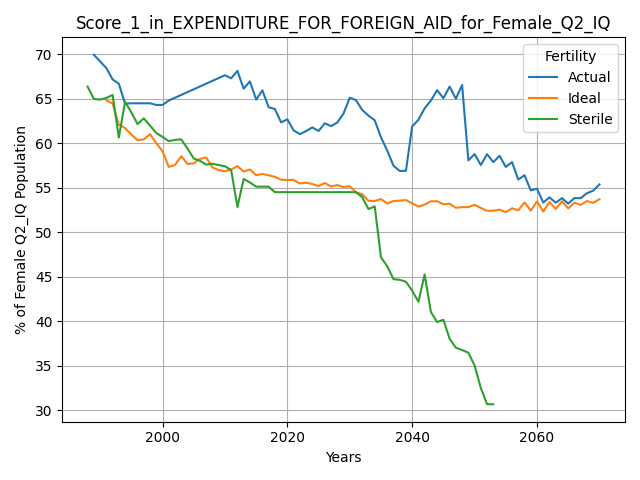 Score_1_in_EXPENDITURE_FOR_FOREIGN_AID_for_Female_Q2_IQ
Fertility
Actual
Ideal
Sterile
% of Female Q2_IQ Population
70
65
60
55
50
45
40
35
30
2000
2020
2040
2060
Years